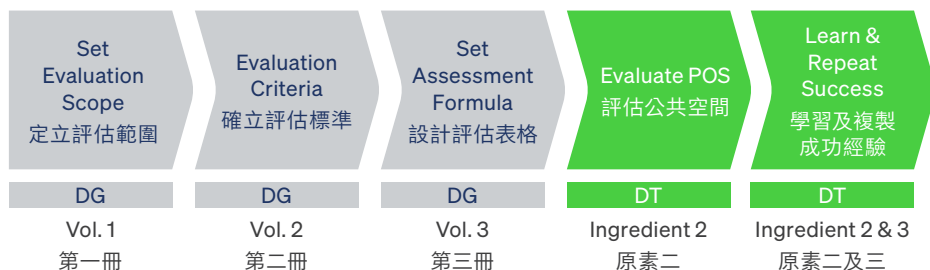 Set
Evaluation
Scope
定立評估範圍
Evaluation
Criteria
確立評估標準
Set
Assessment
Formula
設計評估表格
Evaluate POS
評估公共空間
Learn &
Repeat
Success
學習及複製
成功經驗
DG
DG
DG
DT
DT
Vol. 1
第一冊
Vol. 2
第二冊
Vol. 3
第三冊
Ingredient 2
原素二
Ingredient 2 & 3
原素二及三